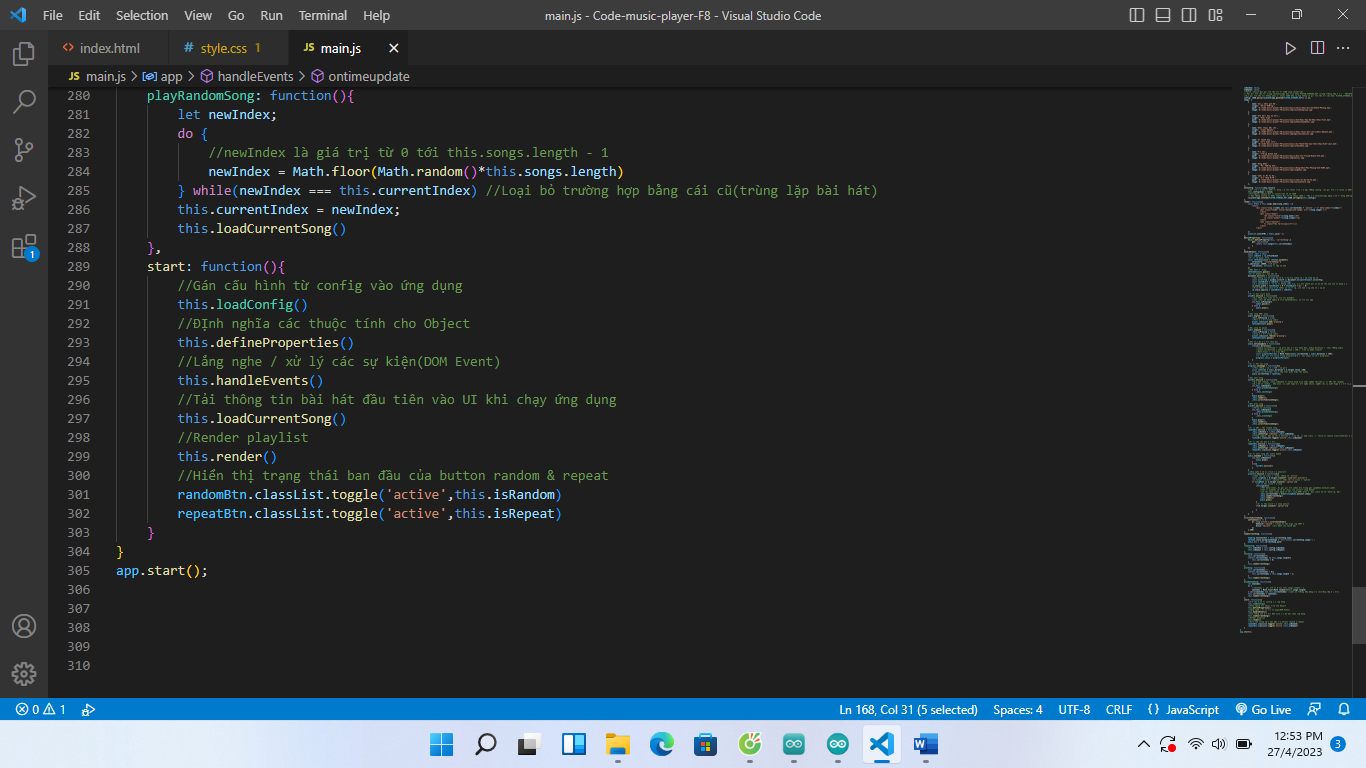 File Edit Selection View Go Run Terminal Help main.js - Code-music-player-F8 - Visual Studio Code
index.html # style.css 1 JS main.js
JS main.js > app > handleEvents > ontimeupdate
280 playRandomSong: function(){
281 let newIndex;
282 do {
283 //newIndex là giá trị từ 0 tới this.songs.length - 1
284 newIndex = Math.floor(Math.random()*this.songs.length)
285 } while(newIndex === this.currentIndex) //Loại bỏ trường hợp bằng cái cũ(trùng lặp bài hát)
286 this.currentIndex = newIndex;
287 this.loadCurrentSong()
288 },
289 start: function(){
290 //Gán cấu hình từ config vào ứng dụng
291 this.loadConfig()
292 //ĐỊnh nghĩa các thuộc tính cho Object
293 this.defineProperties()
294 //Lắng nghe / xử lý các sự kiện(DOM Event)
295 this.handleEvents()
296 //Tải thông tin bài hát đầu tiên vào UI khi chạy ứng dụng
297 this.loadCurrentSong()
298 //Render playlist
299 this.render()
300 //Hiển thị trạng thái ban đầu của button random & repeat
301 randomBtn.classList.toggle('active',this.isRandom)
302 repeatBtn.classList.toggle('active',this.isRepeat)
303 }
304 }
305 app.start();
306
307
308
309
310
1
0 1 Ln 168, Col 31 (5 selected) Spaces: 4 UTF-8 CRLF {} JavaScript Go Live
12:53 PM
27/4/2023 3